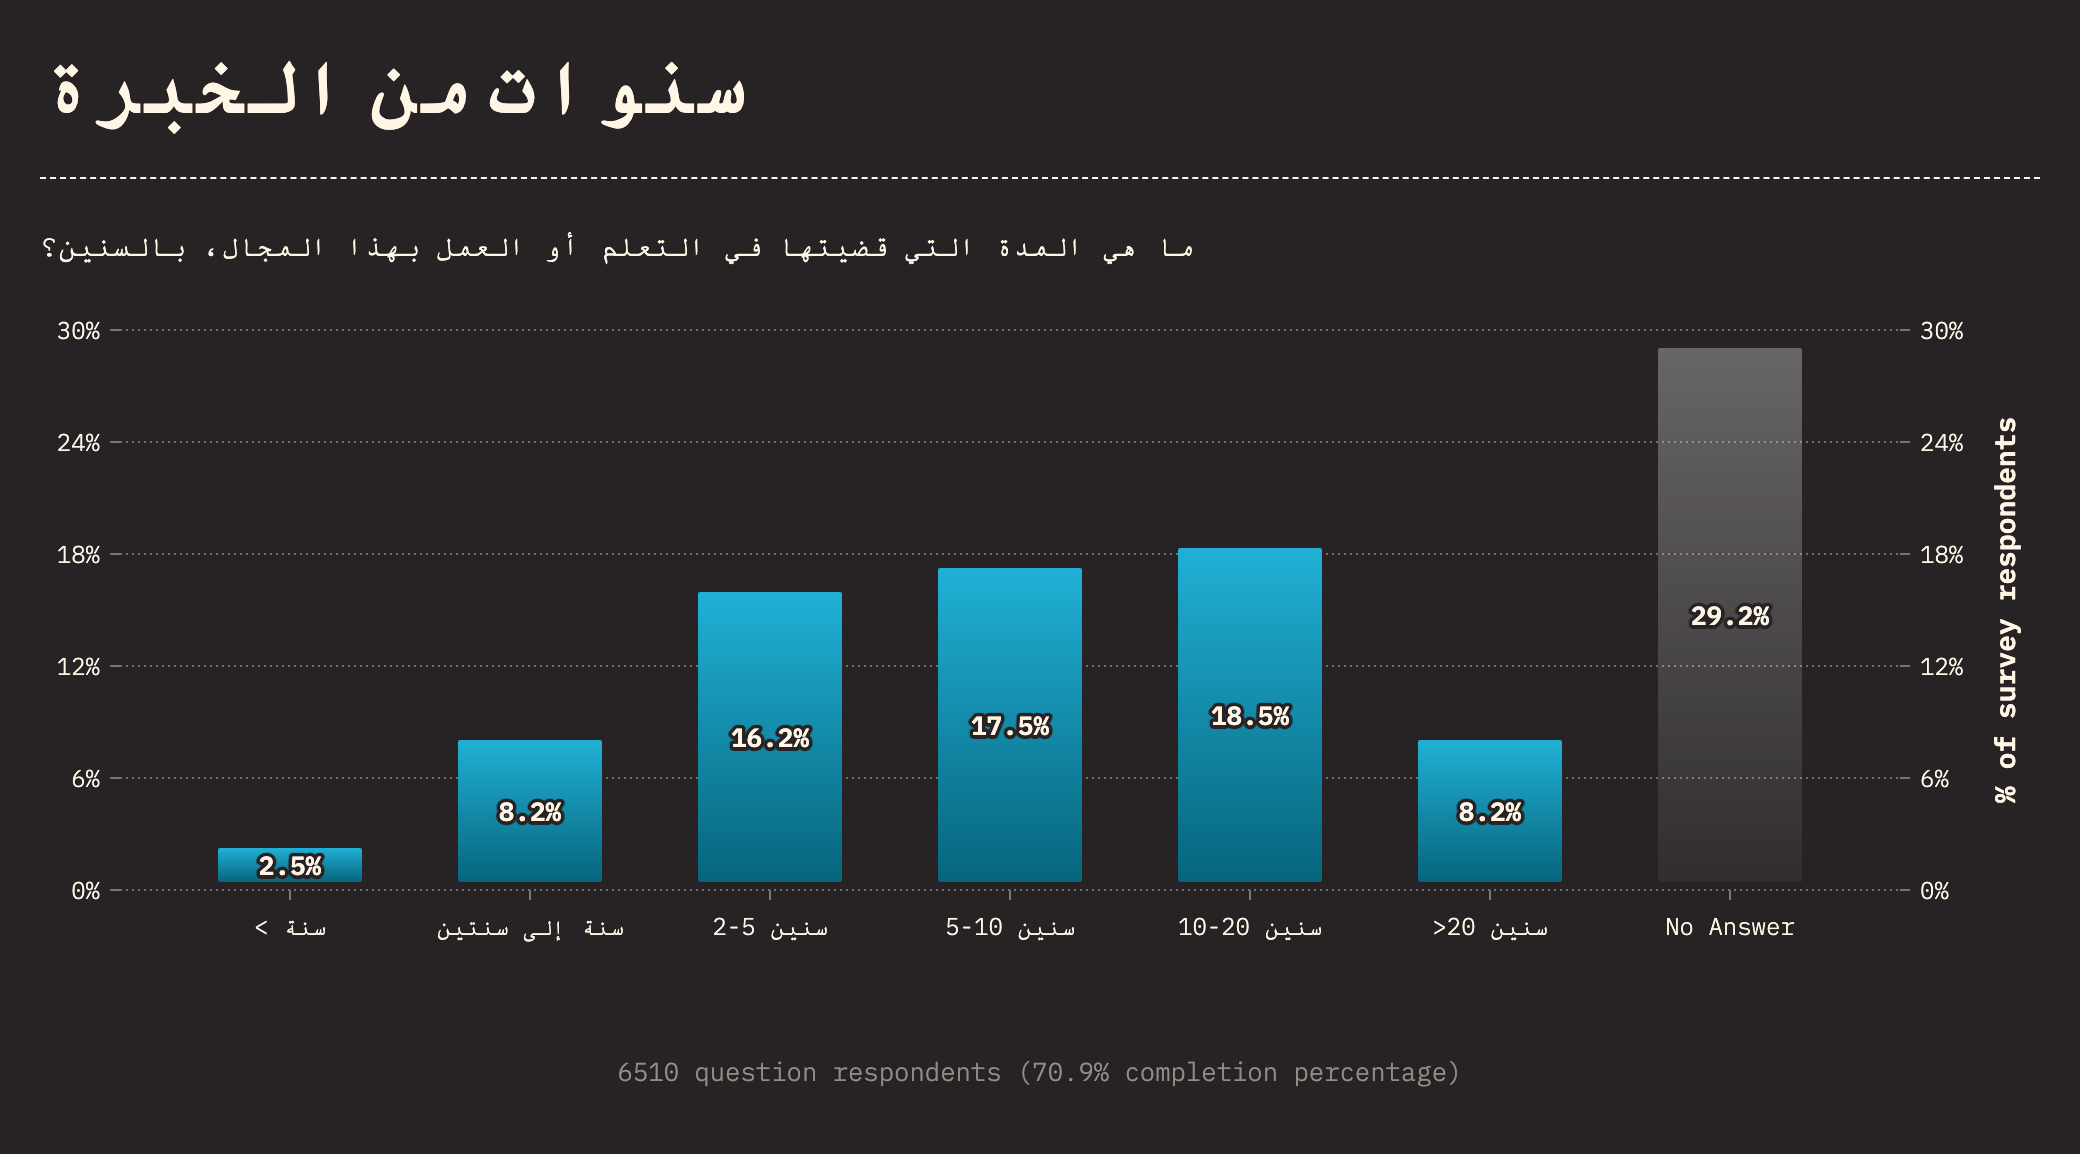 سنوات من الخبرة
ما هي المدة التي قضيتها في التعلم أو العمل بهذا المجال، بالسنين؟
30%
24%
18%
12%
6%
0%
30%
24%
18%
12%
6%
0%
% of survey respondents
2.5%
8.2%
16.2%
17.5%
18.5%
8.2%
29.2%
< سنة
سنة إلى سنتين
2-5 سنين
5-10 سنين
10-20 سنين
>20 سنين
No Answer
6510 question respondents (70.9% completion percentage)